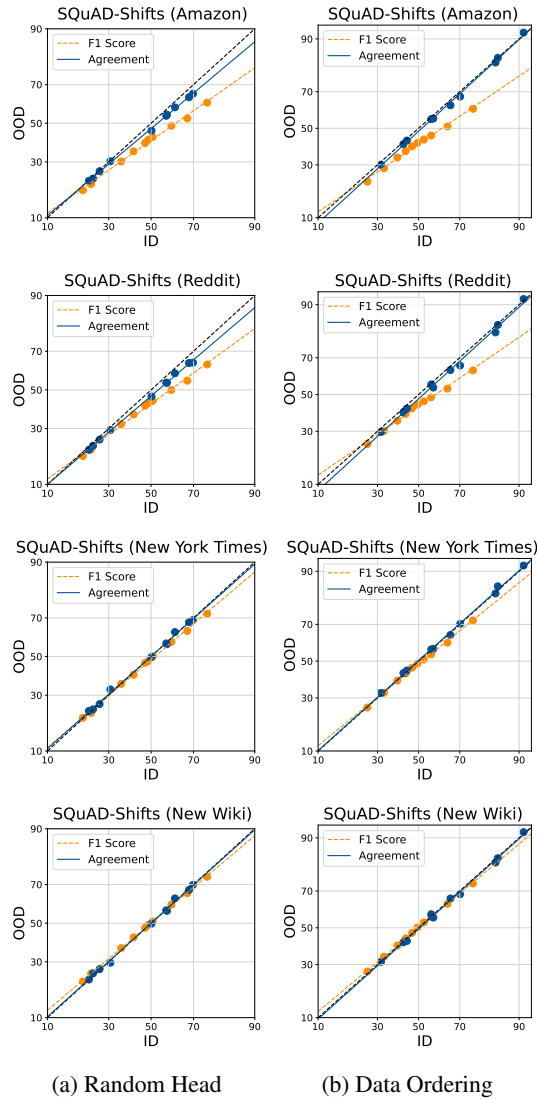 SQuAD-Shifts (Amazon)
90
70
50
30
10
OOD
F1 Score
Agreement
10 30 50 70 90
ID
SQuAD-Shifts (Amazon)
90
70
50
30
10
OOD
F1 Score
Agreement
10 30 50 70 90
ID
SQuAD-Shifts (Reddit)
90
70
50
30
10
OOD
F1 Score
Agreement
10 30 50 70 90
ID
SQuAD-Shifts (Reddit)
90
70
50
30
10
OOD
F1 Score
Agreement
10 30 50 70 90
ID
SQuAD-Shifts (New York Times)
90
70
50
30
10
OOD
F1 Score
Agreement
10 30 50 70 90
ID
SQuAD-Shifts (New York Times)
90
70
50
30
10
OOD
F1 Score
Agreement
10 30 50 70 90
ID
SQuAD-Shifts (New Wiki)
90
70
50
30
10
OOD
F1 Score
Agreement
10 30 50 70 90
ID
SQuAD-Shifts (New Wiki)
90
70
50
30
10
OOD
F1 Score
Agreement
10 30 50 70 90
ID
(a) Random Head
(b) Data Ordering